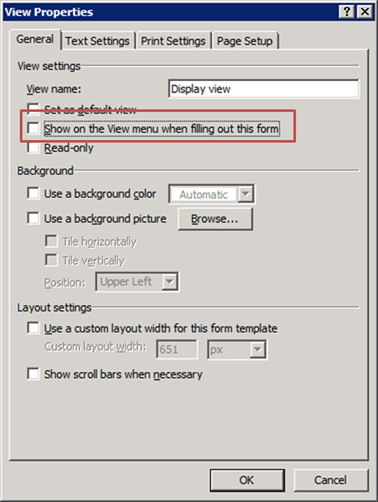 View Properties
General Text Settings Print Settings Page Setup
View settings
View name: Display view
Set as default view
Show on the View menu when filling out this form
Read-only
Background
Use a background color Automatic
Use a background picture Browse...
Tile horizontally
Tile vertically
Position: Upper Left
Layout settings
Use a custom layout width for this form template
Custom layout width: 651 px
Show scroll bars when necessary
OK Cancel